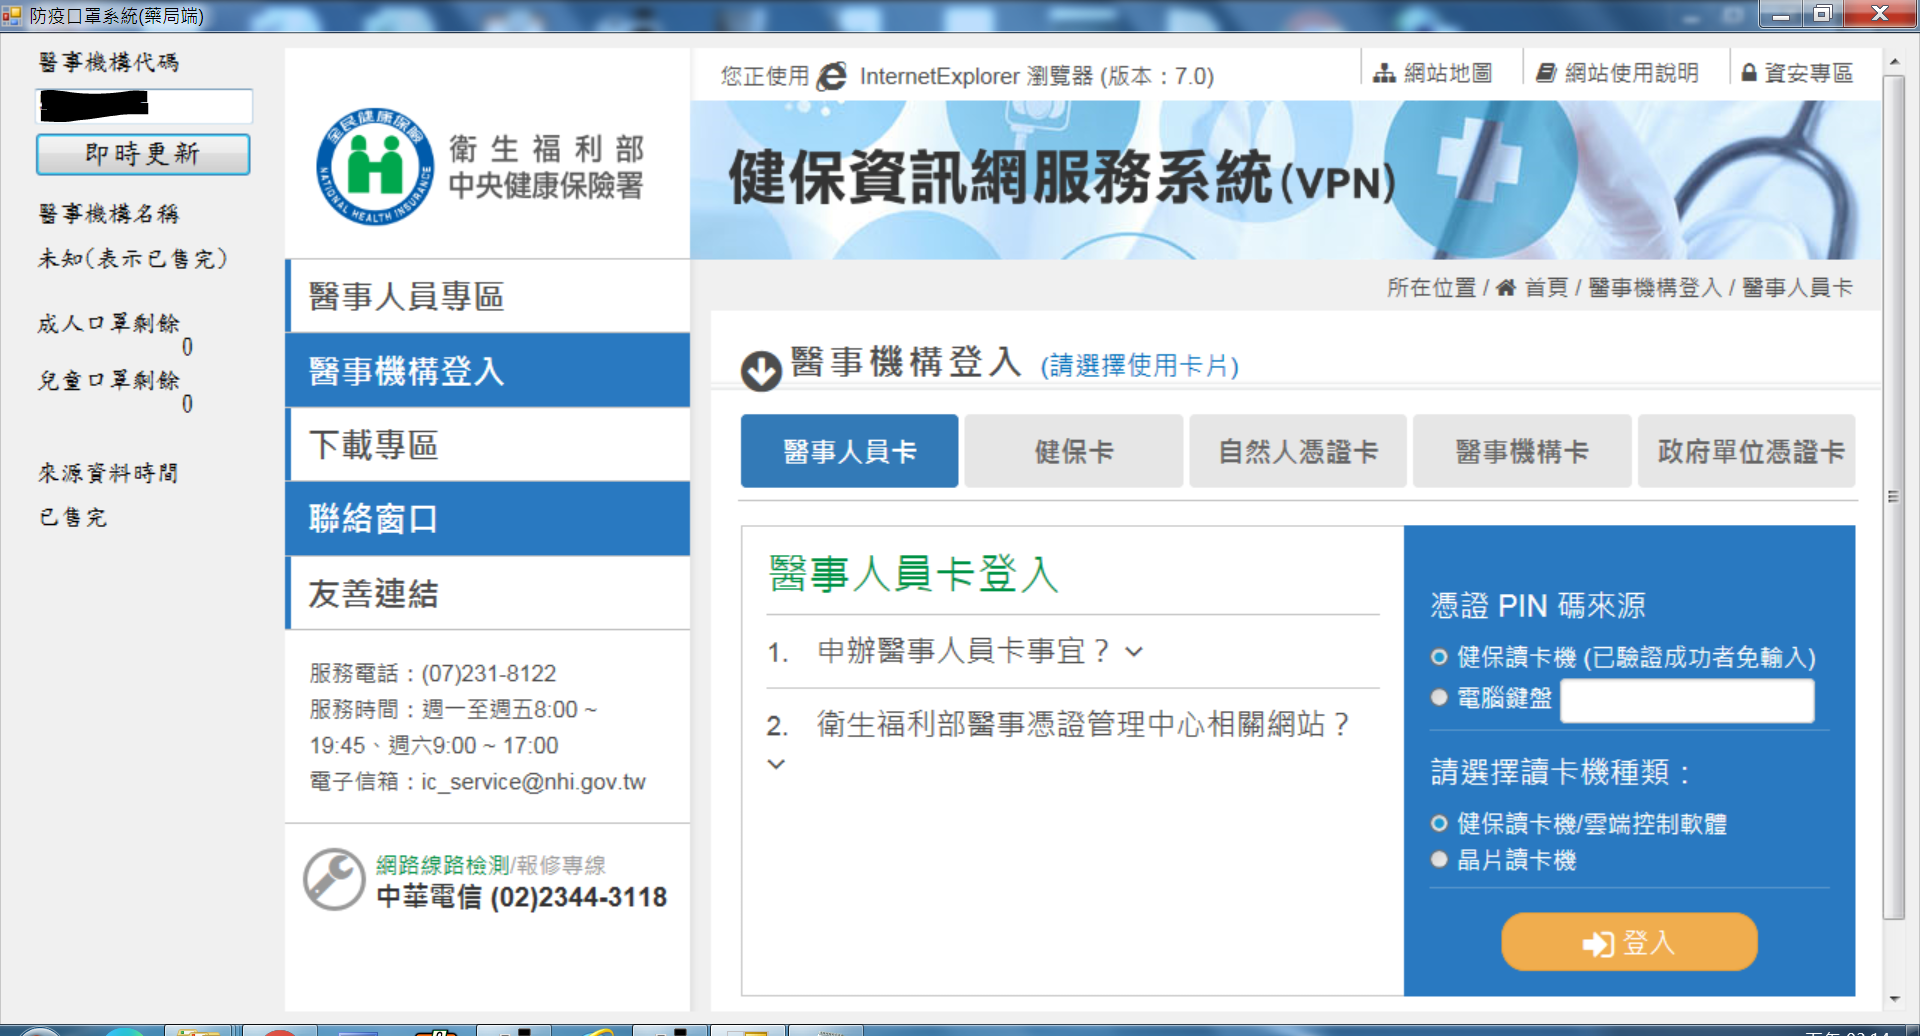 防疫口罩系統(藥局端)
醫事機構代碼
即時更新
醫事機構名稱
未知(表示已售完)
成人口罩剩餘
0
兒童口罩剩餘
0
來源資料時間
已售完
全民健康保險
NATIONAL HEALTH INSURANCE
衛生福利部
中央健康保險署
醫事人員專區
醫事機構登入
下載專區
聯絡窗口
友善連結
服務電話：(07)231-8122
服務時間：週一至週五8:00 ~
19:45、週六9:00 ~ 17:00
電子信箱：ic_service@nhi.gov.tw
網路線路檢測/報修專線
中華電信 (02)2344-3118
您正使用 InternetExplorer 瀏覽器 (版本：7.0)
網站地圖
網站使用說明
資安專區
健保資訊網服務系統(VPN)
所在位置 / 首頁 / 醫事機構登入 / 醫事人員卡
醫事機構登入 (請選擇使用卡片)
醫事人員卡
健保卡
自然人憑證卡
醫事機構卡
政府單位憑證卡
醫事人員卡登入
1. 申辦醫事人員卡事宜？
2. 衛生福利部醫事憑證管理中心相關網站？
憑證 PIN 碼來源
健保讀卡機 (已驗證成功者免輸入)
電腦鍵盤
請選擇讀卡機種類：
健保讀卡機/雲端控制軟體
晶片讀卡機
登入